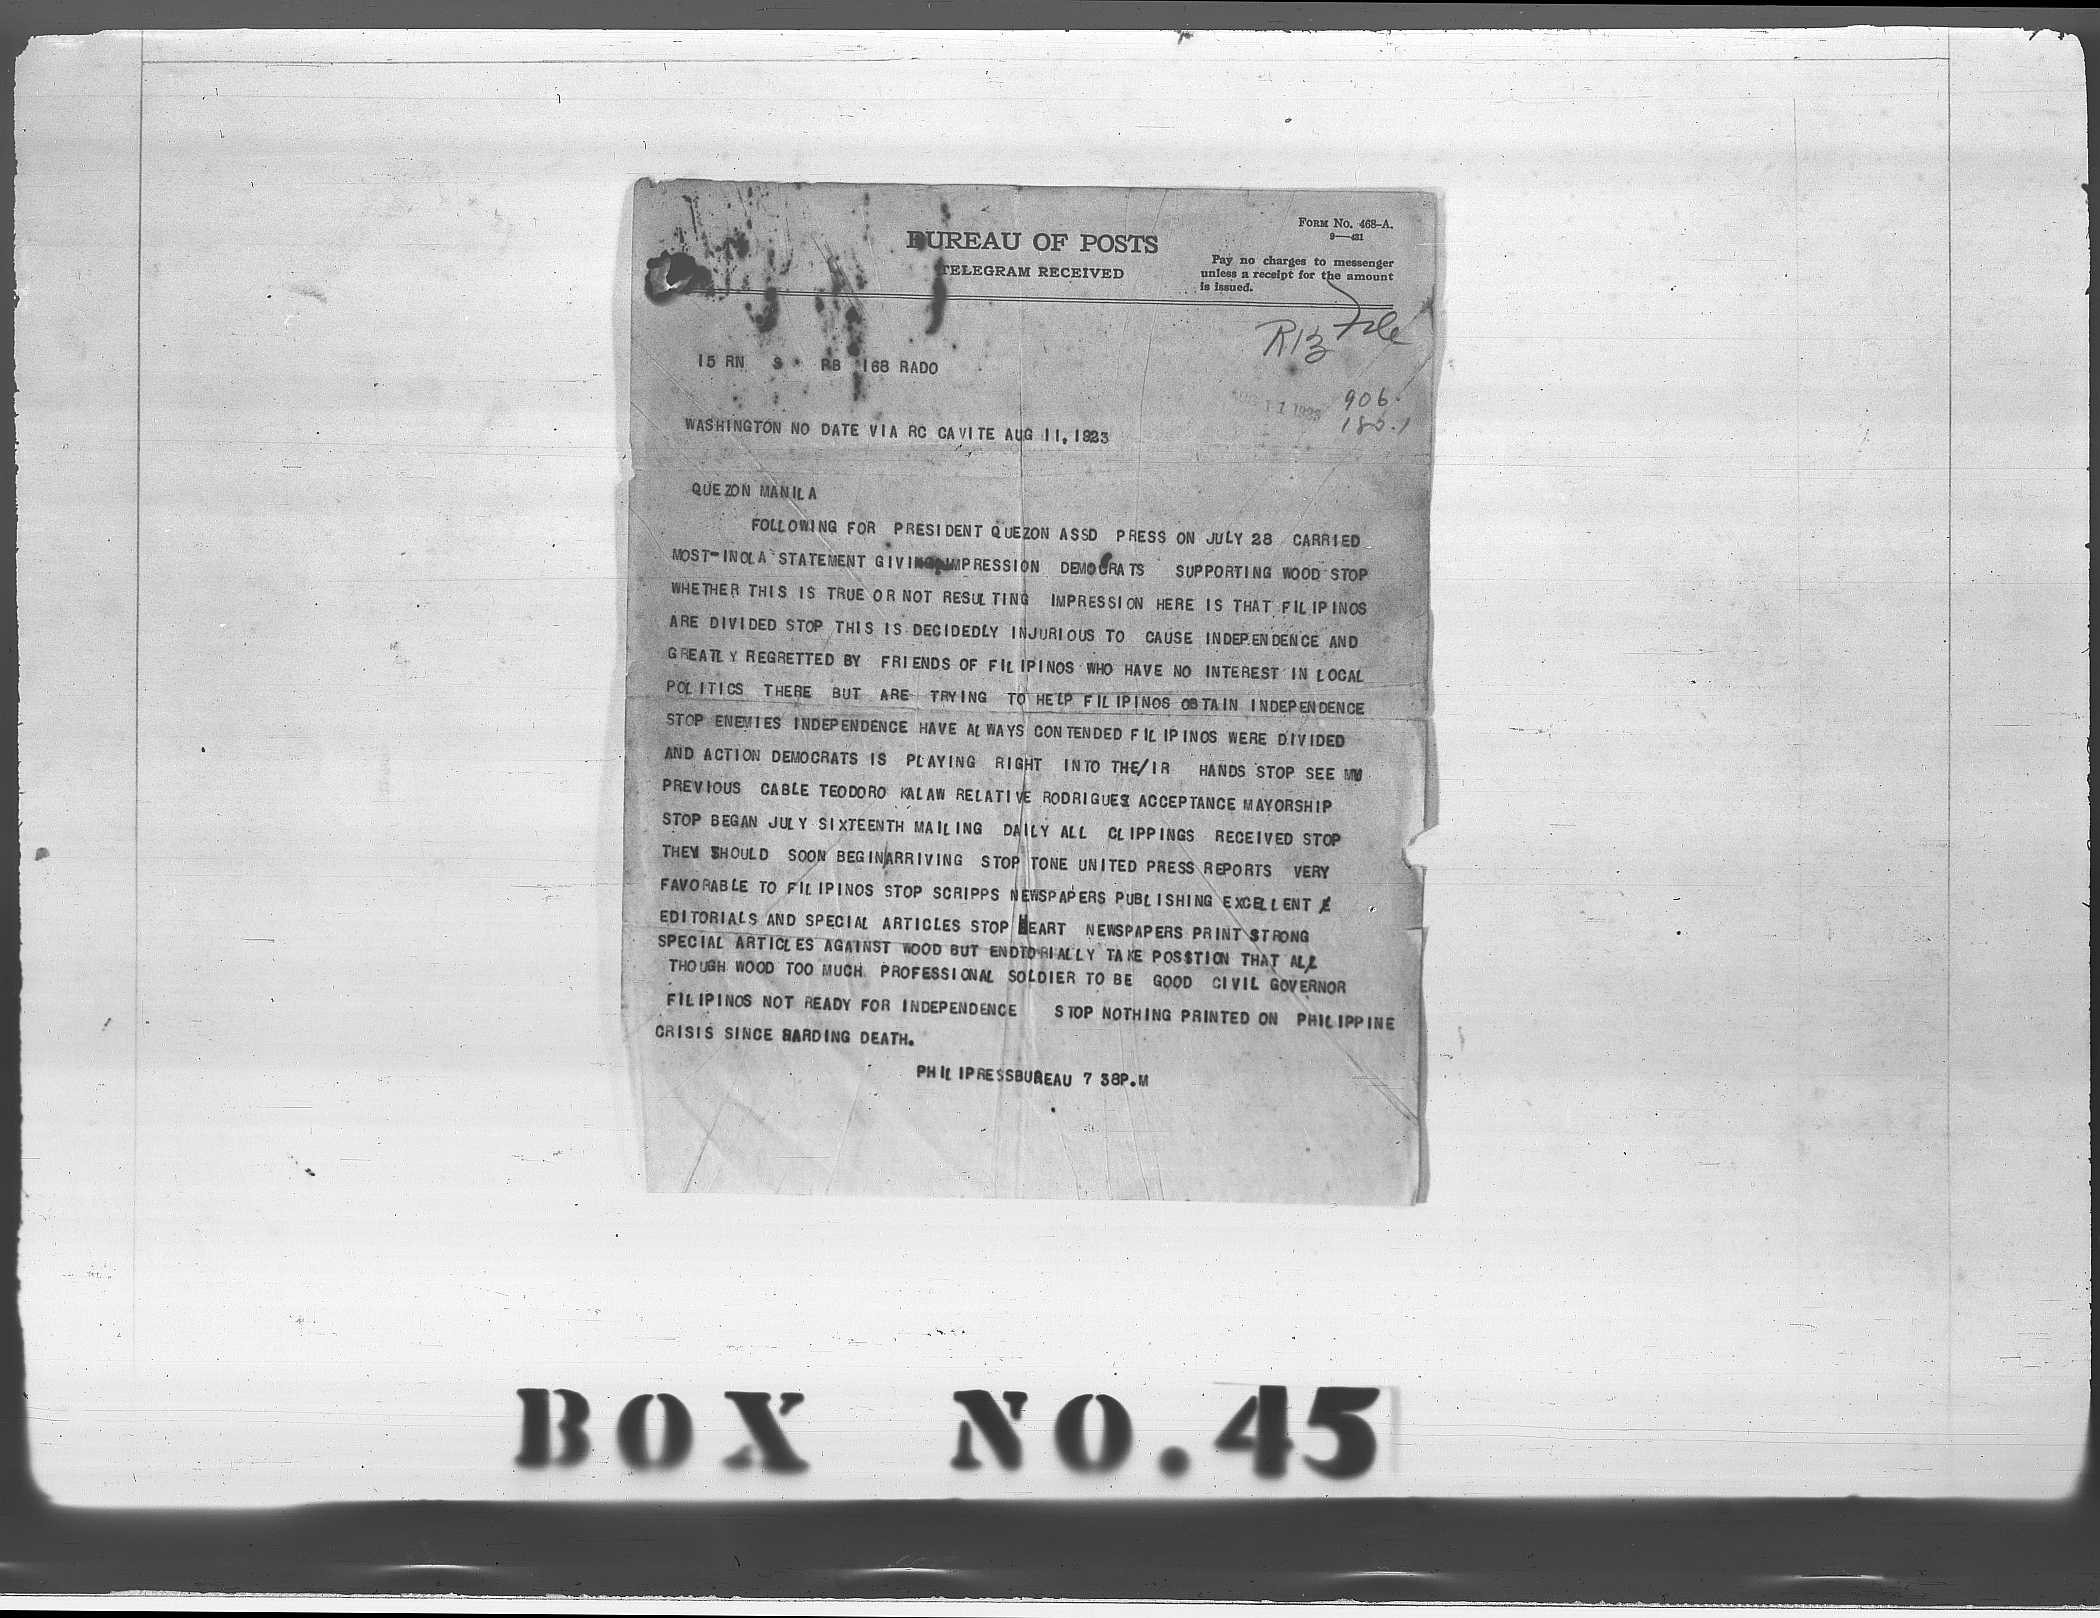 FORM NO. 468-A.
9—431
BUREAU OF POSTS
TELEGRAM RECEIVED
Pay no charges to messenger
unless a receipt for the amount
is issued.
File
15 RN S RB 168 RADO
AUG 11 1923
906
WASHINGTON NO DATE VIA RC CAVITE AUG 11, 1923
QUEZON MANILA
FOLLOWING FOR PRESIDENT QUEZON ASSD PRESS ON JULY 28 CARRIED
MOST-INOLA STATEMENT GIVING IMPRESSION DEMOCRATS SUPPORTING WOOD STOP
WHETHER THIS IS TRUE OR NOT RESULTING IMPRESSION HERE IS THAT FILIPINOS
ARE DIVIDED STOP THIS IS DECIDEDLY INJURIOUS TO CAUSE INDEPENDENCE AND
GREATLY REGRETTED BY FRIENDS OF FILIPINOS WHO HAVE NO INTEREST IN LOCAL
POLITICS THERE BUT ARE TRYING TO HELP FILIPINOS OBTAIN INDEPENDENCE
STOP ENEMIES INDEPENDENCE HAVE ALWAYS CONTENDED FILIPINOS WERE DIVIDED
AND ACTION DEMOCRATS IS PLAYING RIGHT INTO THE/IR HANDS STOP SEE MY
PREVIOUS CABLE TEODORO KALAW RELATIVE RODRIGUEZ ACCEPTANCE MAYORSHIP
STOP BEGAN JULY SIXTEENTH MAILING DAILY ALL CLIPPINGS RECEIVED STOP
THEY SHOULD SOON BEGIN/ARRIVING STOP TONE UNITED PRESS REPORTS VERY
FAVORABLE TO FILIPINOS STOP SCRIPPS NEWSPAPERS PUBLISHING EXCELLENT
EDITORIALS AND SPECIAL ARTICLES STOP HEART NEWSPAPERS PRINT STRONG
SPECIAL ARTICLES AGAINST WOOD BUT ENDTORIALLY TAKE POSSTION THAT AL/L
THOUGH WOOD TOO MUCH PROFESSIONAL SOLDIER TO BE GOOD CIVIL GOVERNOR
FILIPINOS NOT READY FOR INDEPENDENCE STOP NOTHING PRINTED ON PHILIPPINE
CRISIS SINCE HARDING DEATH.
PHILIPRESSBUREAU 7 38P.M
BOX NO. 45